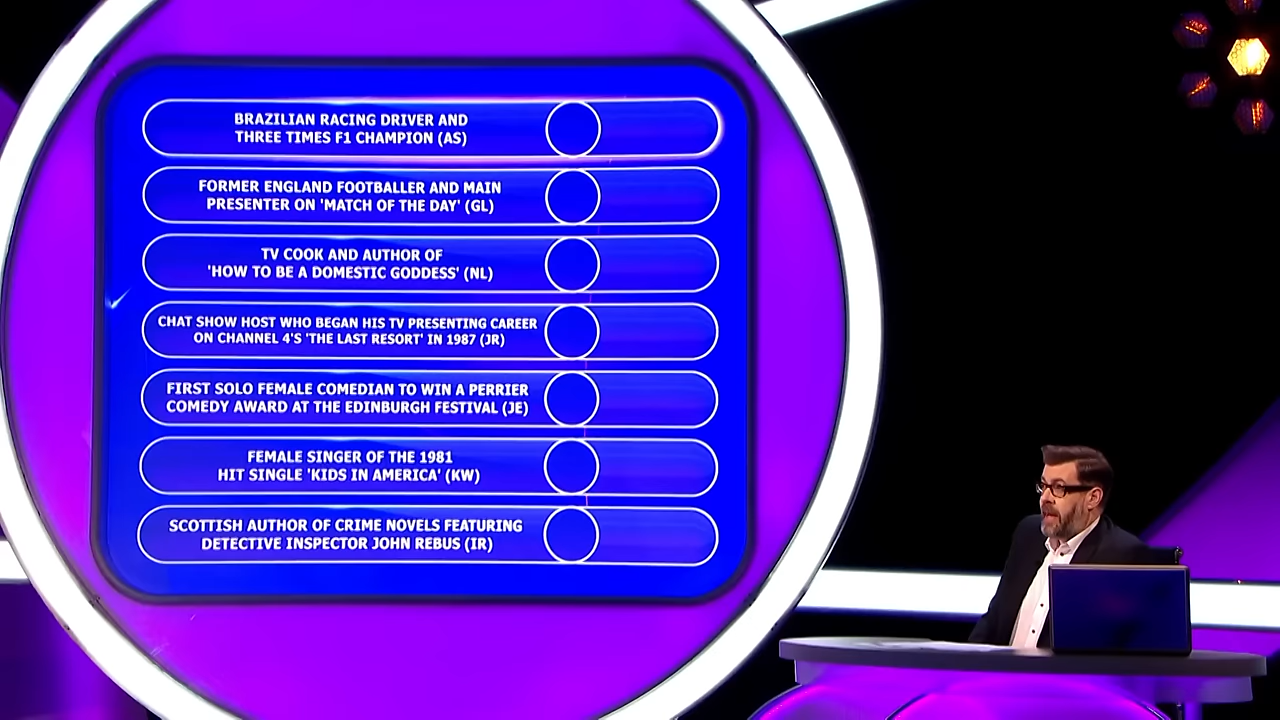 BRAZILIAN RACING DRIVER AND
THREE TIMES F1 CHAMPION (AS)
FORMER ENGLAND FOOTBALLER AND MAIN
PRESENTER ON 'MATCH OF THE DAY' (GL)
TV COOK AND AUTHOR OF
'HOW TO BE A DOMESTIC GODDESS' (NL)
CHAT SHOW HOST WHO BEGAN HIS TV PRESENTING CAREER
ON CHANNEL 4'S 'THE LAST RESORT' IN 1987 (JR)
FIRST SOLO FEMALE COMEDIAN TO WIN A PERRIER
COMEDY AWARD AT THE EDINBURGH FESTIVAL (JE)
FEMALE SINGER OF THE 1981
HIT SINGLE 'KIDS IN AMERICA' (KW)
SCOTTISH AUTHOR OF CRIME NOVELS FEATURING
DETECTIVE INSPECTOR JOHN REBUS (IR)